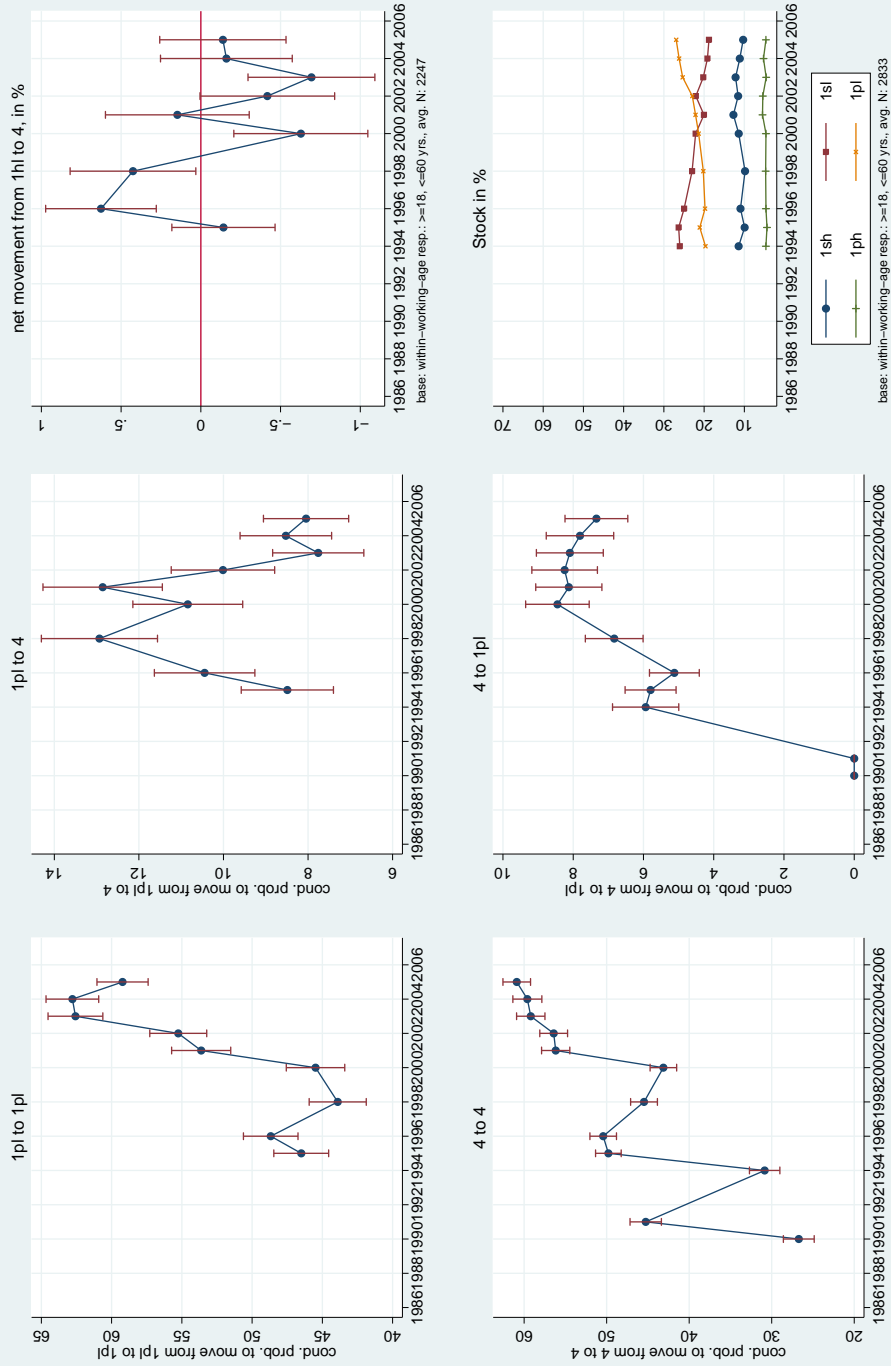 1pl to 1pl
cond. prob. to move from 1pl to 1pl
65
60
55
50
45
40
19861988199019921994199619982000200220042006
1pl to 4
cond. prob. to move from 1pl to 4
14
12
10
8
6
19861988199019921994199619982000200220042006
net movement from 1hl to 4, in %
1
.5
0
-.5
-1
1986 1988 1990 1992 1994 1996 1998 2000 2002 2004 2006
base: within-working-age resp.: >=18, <=60 yrs., avg. N: 2247
4 to 4
cond. prob. to move from 4 to 4
60
50
40
30
20
19861988199019921994199619982000200220042006
4 to 1pl
cond. prob. to move from 4 to 1pl
10
8
6
4
2
0
19861988199019921994199619982000200220042006
Stock in %
70
60
50
40
30
20
10
1986 1988 1990 1992 1994 1996 1998 2000 2002 2004 2006
1sh 1sl
1ph 1pl
base: within-working-age resp.: >=18, <=60 yrs., avg. N: 2833